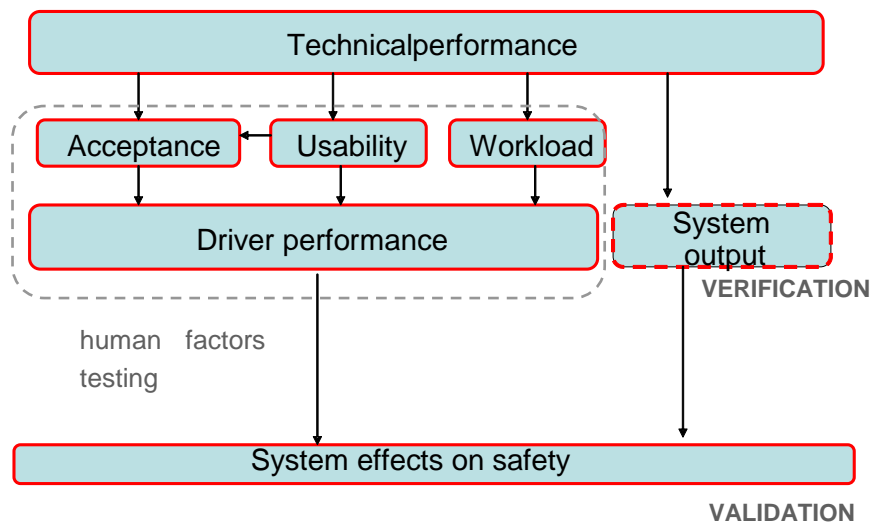 Technicalperformance
Acceptance
Usability
Workload
Driver performance
System
output
VERIFICATION
human factors
testing
System effects on safety
VALIDATION